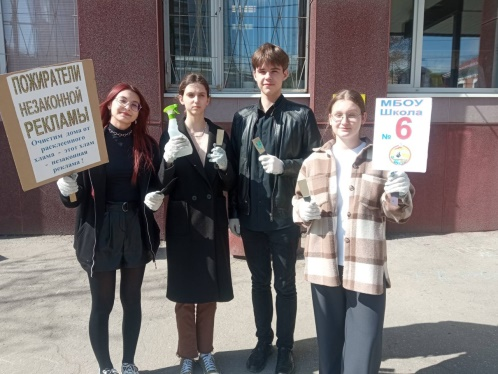 ПОЖИРАТЕЛИ
НЕЗАКОННОЙ
РЕКЛАМЫ
Очистим дома от
расклеенного
хлама - этот хлам
- незаконная
реклама!
МБОУ
Школа
№ 6